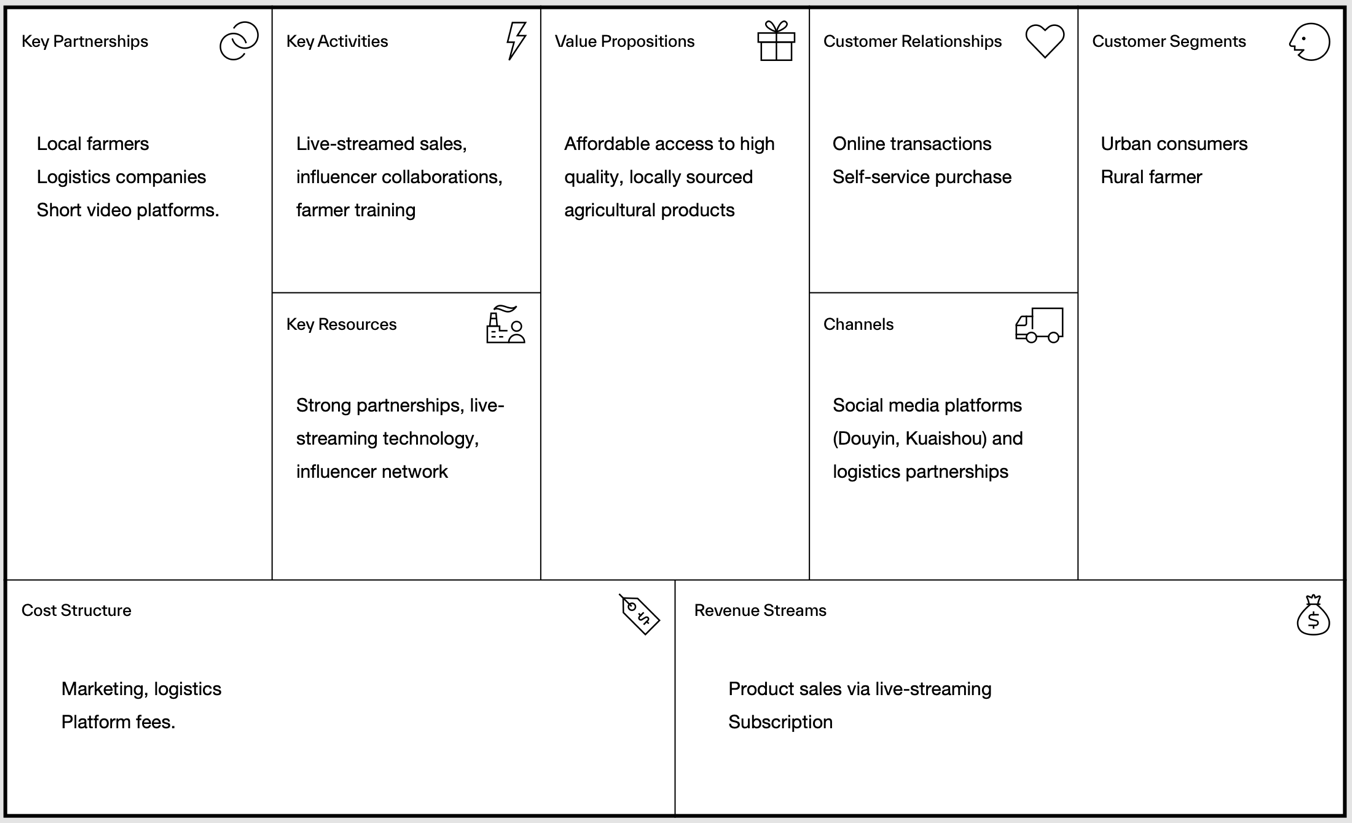 Key Partnerships
Local farmers
Logistics companies
Short video platforms.
Key Activities
Live-streamed sales,
influencer collaborations,
farmer training
Key Resources
Strong partnerships, live-
streaming technology,
influencer network
Value Propositions
Affordable access to high
quality, locally sourced
agricultural products
Customer Relationships
Online transactions
Self-service purchase
Channels
Social media platforms
(Douyin, Kuaishou) and
logistics partnerships
Customer Segments
Urban consumers
Rural farmer
Cost Structure
$
Marketing, logistics
Platform fees.
Revenue Streams
$
Product sales via live-streaming
Subscription